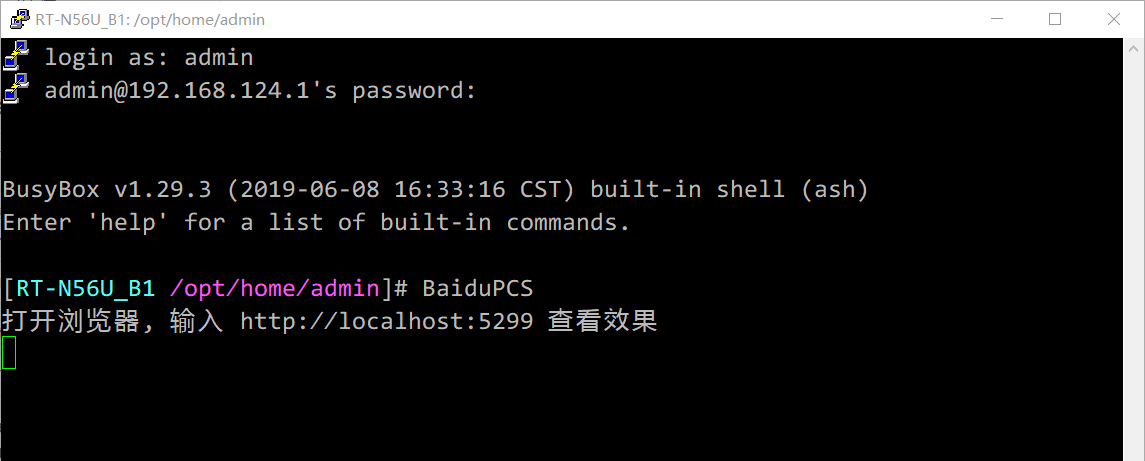 RT-N56U_B1: /opt/home/admin
login as: admin
admin@192.168.124.1's password:
BusyBox v1.29.3 (2019-06-08 16:33:16 CST) built-in shell (ash)
Enter 'help' for a list of built-in commands.
[RT-N56U_B1 /opt/home/admin]# BaiduPCS
打开浏览器, 输入 http://localhost:5299 查看效果